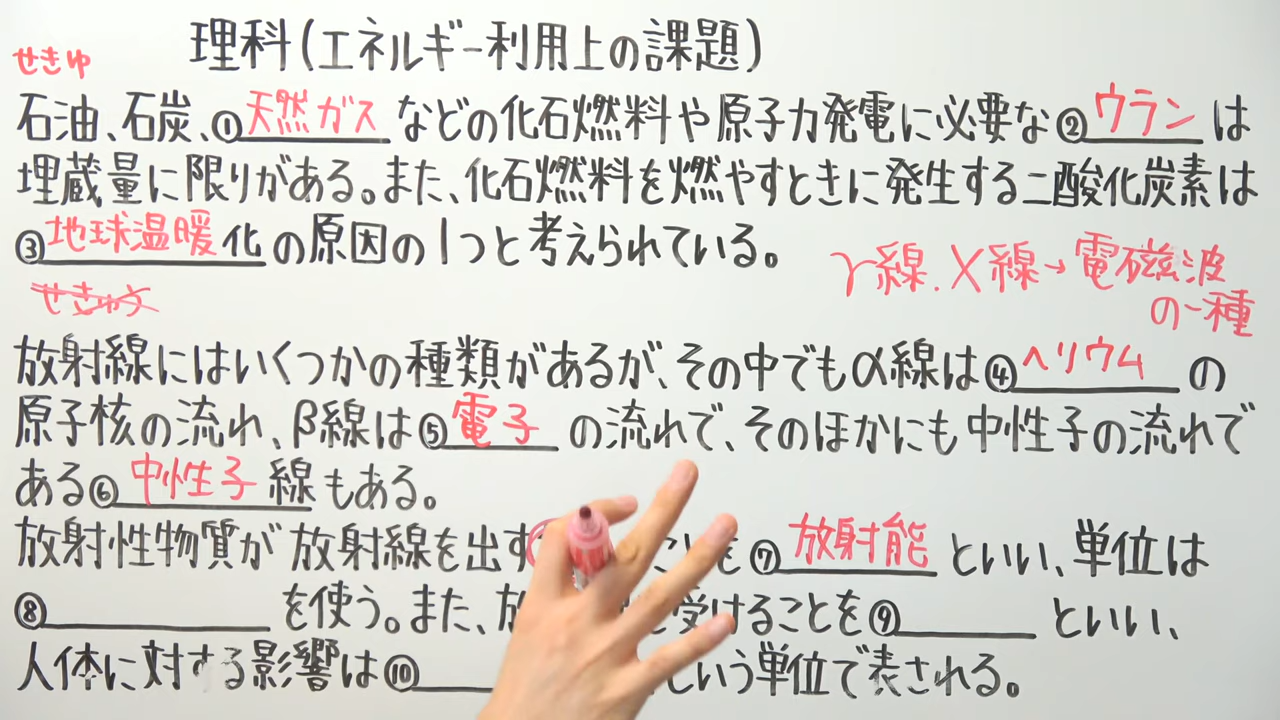 理科(エネルギー利用上の課題)
せきゆ
石油、石炭、①天然ガスなどの化石燃料や原子力発電に必要な②ウランは
埋蔵量に限りがある。また、化石燃料を燃やすときに発生する二酸化炭素は
③地球温暖化の原因の1つと考えられている。
γ線.X線→電磁波
の一種
せきゅう
放射線にはいくつかの種類があるが、その中でもα線は④ヘリウムの
原子核の流れ、β線は⑤電子の流れで、そのほかにも中性子の流れで
ある⑥中性子線もある。
放射性物質が放射線を出す ことを⑦放射能といい、単位は
⑧ を使う。また、放 受けることを⑨ といい、
人体に対する影響は⑩ という単位で表される。